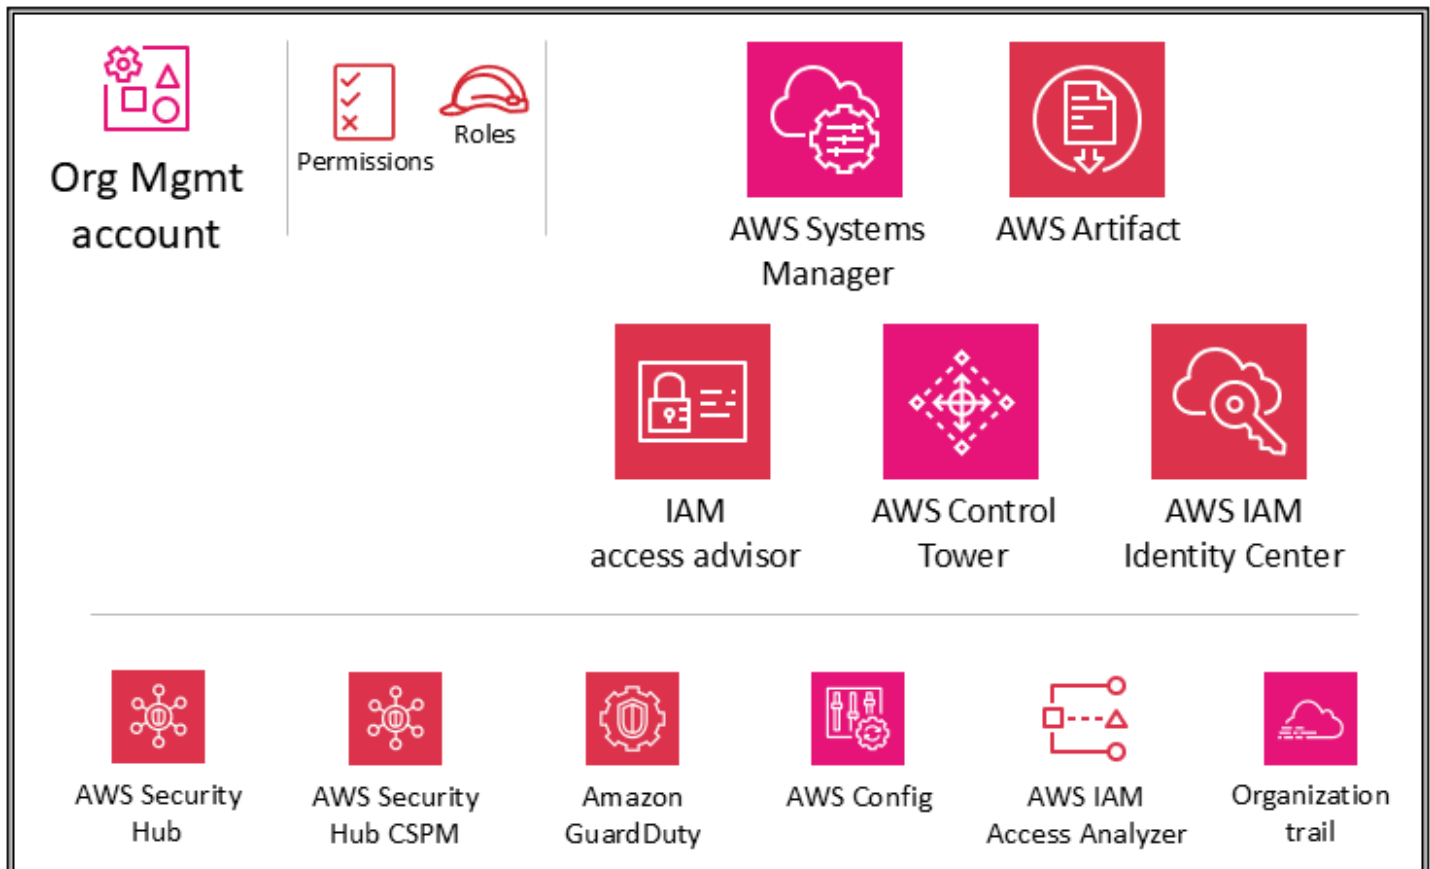 Org Mgmt
account
Permissions
Roles
AWS Systems
Manager
AWS Artifact
IAM
access advisor
AWS Control
Tower
AWS IAM
Identity Center
AWS Security
Hub
AWS Security
Hub CSPM
Amazon
GuardDuty
AWS Config
AWS IAM
Access Analyzer
Organization
trail